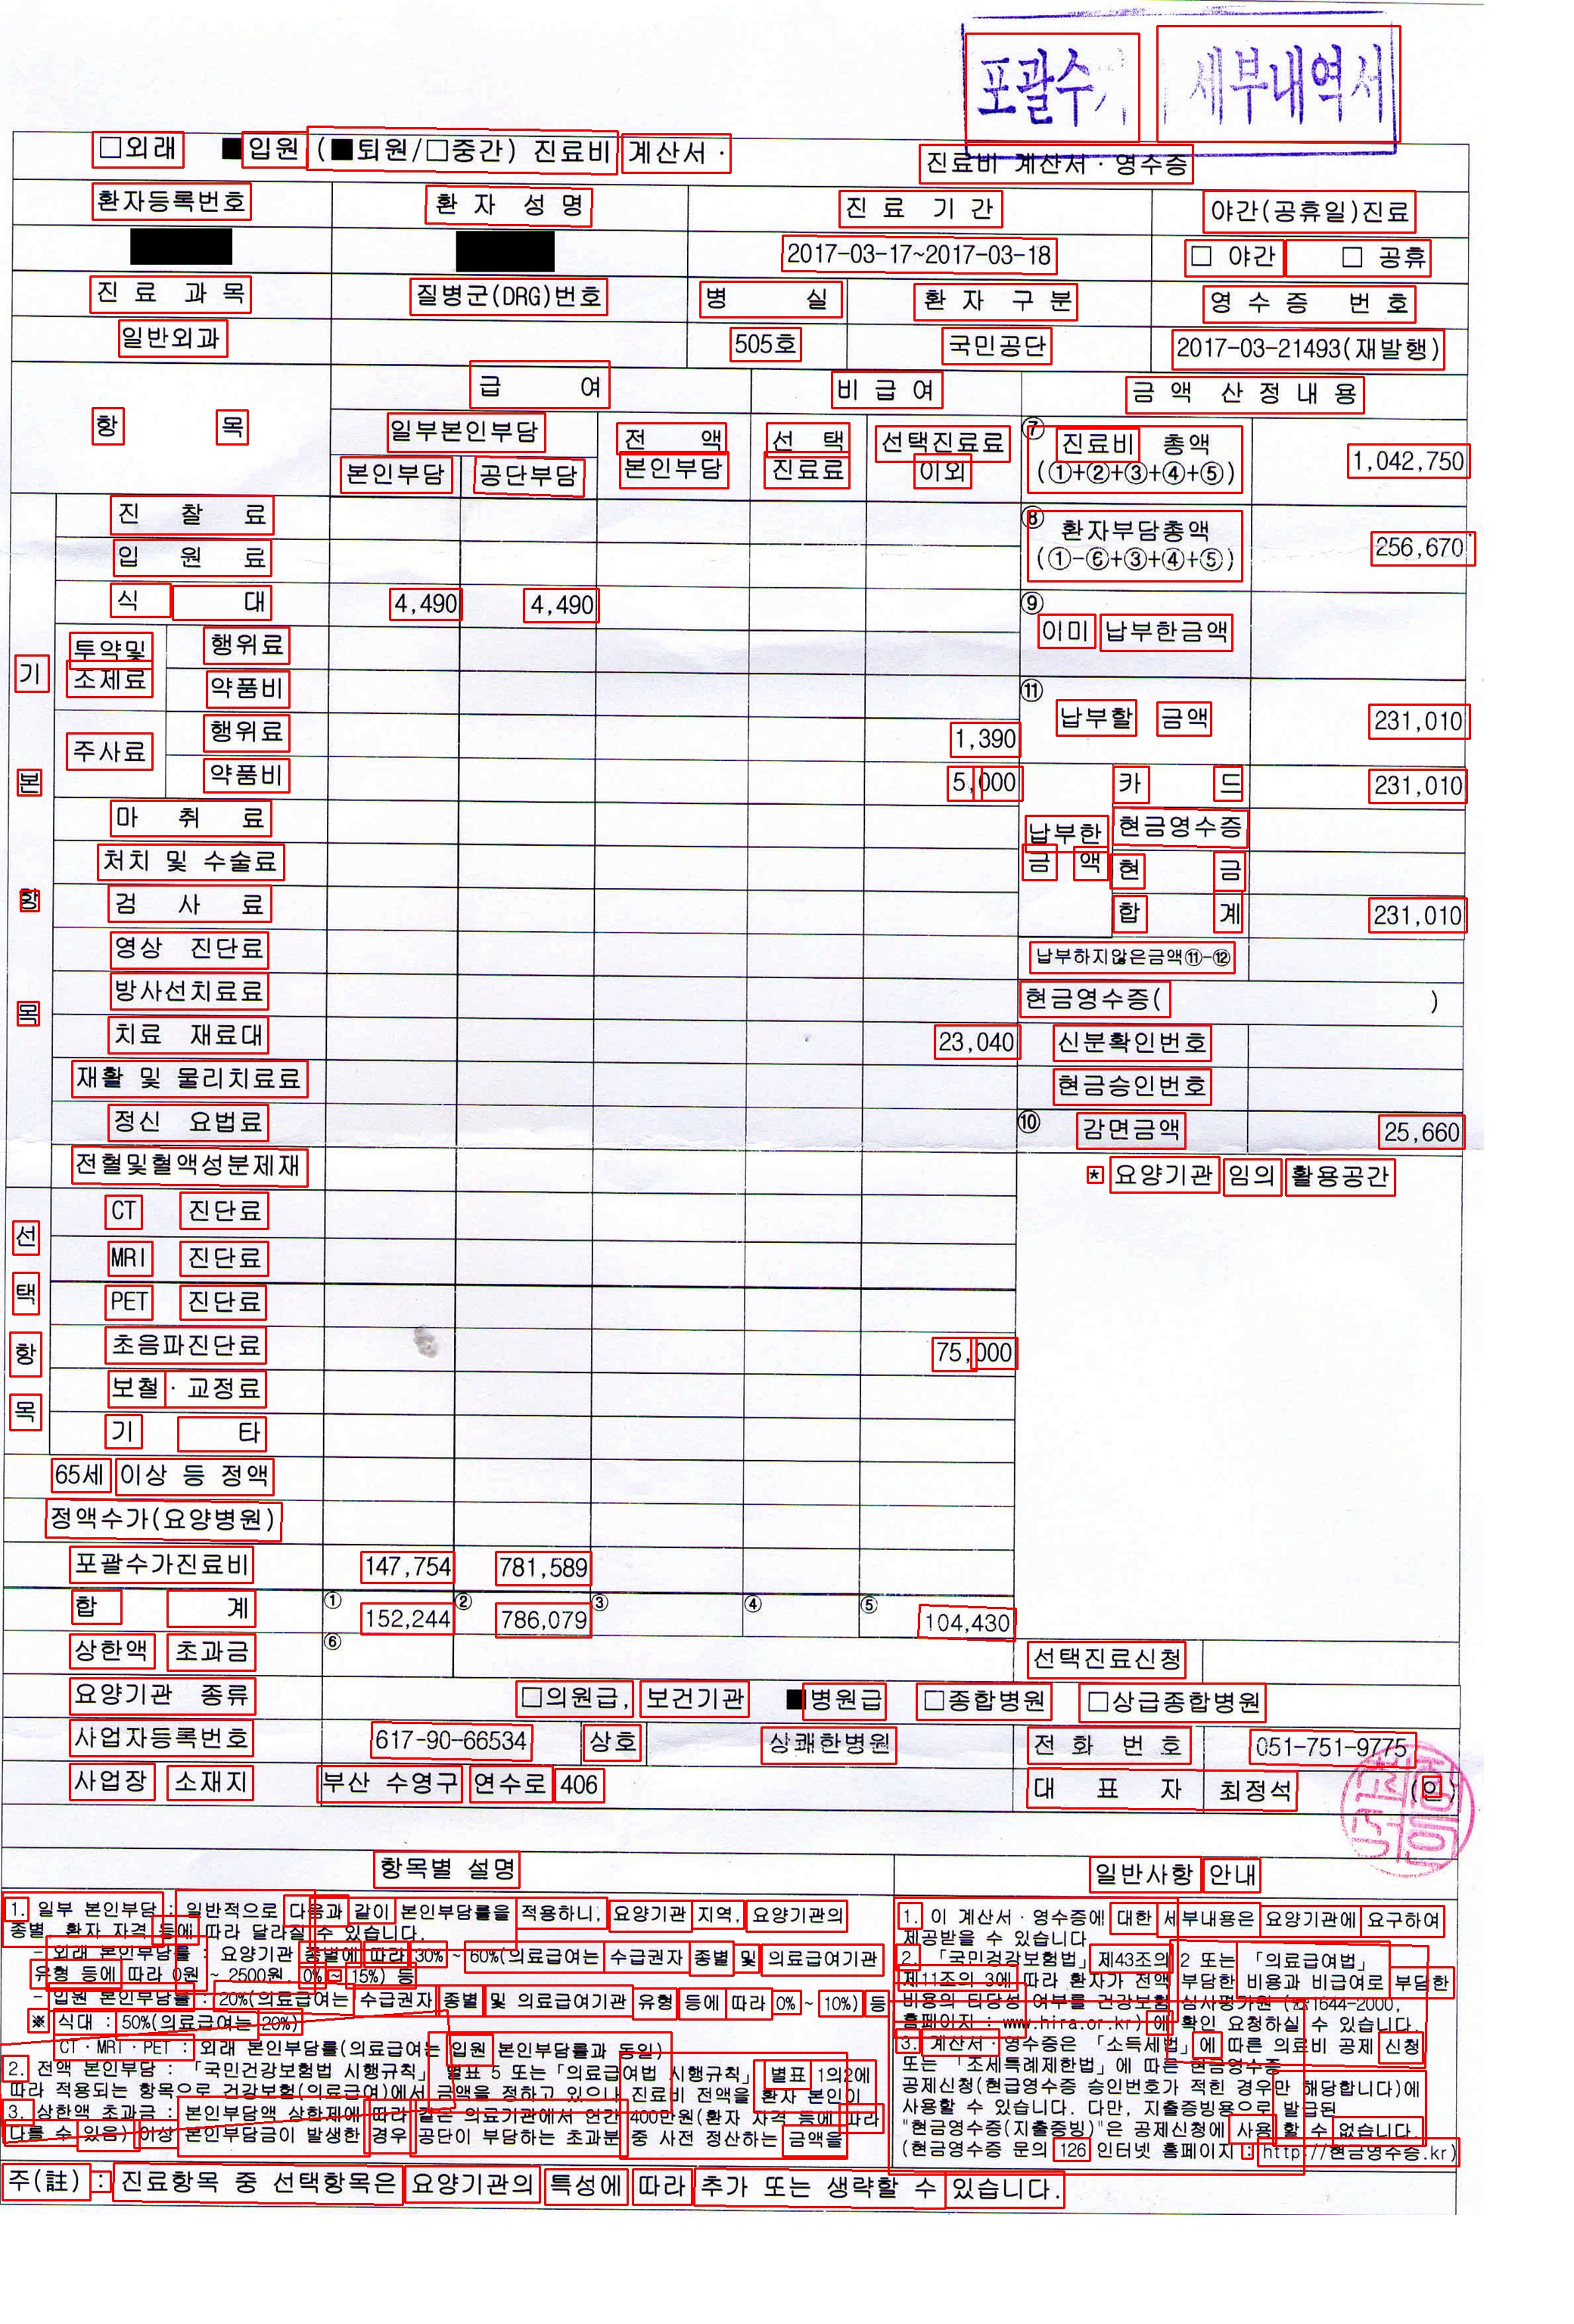 포괄수 세부내역서
□외래 ■입원 (■퇴원/□중간) 진료비 계산서 · 진료비 계산서 · 영수증
환자등록번호 환 자 성 명 진 료 기 간 야간(공휴일)진료
2017-03-17~2017-03-18 □ 야간 □ 공휴
진 료 과 목 질병군(DRG)번호 병 실 환 자 구 분 영 수 증 번 호
일반외과 505호 국민공단 2017-03-21493(재발행)
항 목 급 여 비 급 여 금 액 산 정 내 용
일부본인부담 전 액 선 택 선택진료료 ⑦ 진료비 총액 1,042,750
본인부담 공단부담 본인부담 진료료 이외 (①+②+③+④+⑤)
기 본 항 목
진 찰 료 ⑧ 환자부담총액 256,670
입 원 료 (①-⑥+③+④+⑤)
식 대 4,490 4,490 ⑨ 이미 납부한금액
투약및 조제료 행위료
약품비 ⑪ 납부할 금액 231,010
주사료 행위료 1,390
약품비 5,000 카 드 231,010
마 취 료 납부한 금 액 현금영수증
처치 및 수술료 현 금
검 사 료 합 계 231,010
영상 진단료 납부하지않은금액⑪-⑫
방사선치료료 현금영수증( )
치료 재료대 23,040 신분확인번호
재활 및 물리치료료 현금승인번호
정신 요법료 ⑩ 감면금액 25,660
전혈및혈액성분제재 * 요양기관 임의 활용공간
선 택 항 목
CT 진단료
MRI 진단료
PET 진단료
초음파진단료 75,000
보철 · 교정료
기 타
65세 이상 등 정액
정액수가(요양병원)
포괄수가진료비 147,754 781,589
합 계 ① 152,244 ② 786,079 ③ ④ ⑤ 104,430
상한액 초과금 ⑥ 선택진료신청
요양기관 종류 □의원급, 보건기관 ■병원급 □종합병원 □상급종합병원
사업자등록번호 617-90-66534 상호 상쾌한병원 전 화 번 호 051-751-9775
사업장 소재지 부산 수영구 연수로 406 대 표 자 최정석 (인)
항목별 설명
1. 일부 본인부담 : 일반적으로 다음과 같이 본인부담률을 적용하니, 요양기관 지역, 요양기관의
종별, 환자 자격 등에 따라 달라질 수 있습니다.
- 외래 본인부담률 : 요양기관 종별에 따라 30% ~ 60%(의료급여는 수급권자 종별 및 의료급여기관
유형 등에 따라 0원 ~ 2500원, 0% ~ 15%) 등
- 입원 본인부담률 : 20%(의료급여는 수급권자 종별 및 의료급여기관 유형 등에 따라 0% ~ 10%) 등
※ 식대 : 50%(의료급여는 20%)
CT · MRI · PET : 외래 본인부담률(의료급여는 입원 본인부담률과 동일)
2. 전액 본인부담 : 「국민건강보험법 시행규칙」 별표 5 또는「의료급여법 시행규칙」 별표 1의2에
따라 적용되는 항목으로 건강보험(의료급여)에서 금액을 정하고 있으나 진료비 전액을 환자 본인이
3. 상한액 초과금 : 본인부담액 상한제에 따라 같은 의료기관에서 연간 400만원(환자 자격 등에 따라
다를 수 있음) 이상 본인부담금이 발생한 경우 공단이 부담하는 초과분 중 사전 정산하는 금액을
일반사항 안내
1. 이 계산서 · 영수증에 대한 세부내용은 요양기관에 요구하여
제공받을 수 있습니다
2. 「국민건강보험법」 제43조의 2 또는 「의료급여법」
제11조의 3에 따라 환자가 전액 부담한 비용과 비급여로 부담한
비용의 타당성 여부를 건강보험 심사평가원 (☏1644-2000,
홈페이지 : www.hira.or.kr) 에 확인 요청하실 수 있습니다.
3. 계산서 · 영수증은 「소득세법」에 따른 의료비 공제 신청
또는 「조세특례제한법」에 따른 현금영수증
공제신청(현급영수증 승인번호가 적힌 경우만 해당합니다)에
사용할 수 있습니다. 다만, 지출증빙용으로 발급된
"현금영수증(지출증빙)"은 공제신청에 사용 할 수 없습니다.
(현금영수증 문의 126 인터넷 홈페이지 : http://현금영수증.kr)
주(註) : 진료항목 중 선택항목은 요양기관의 특성에 따라 추가 또는 생략할 수 있습니다.